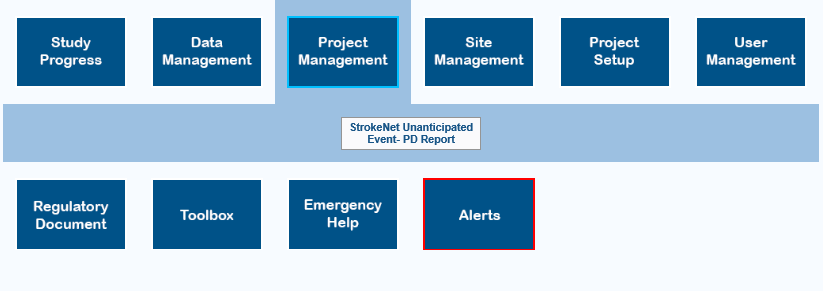 Study
Progress
Data
Management
Project
Management
Site
Management
Project
Setup
User
Management
StrokeNet Unanticipated
Event- PD Report
Regulatory
Document
Toolbox
Emergency
Help
Alerts